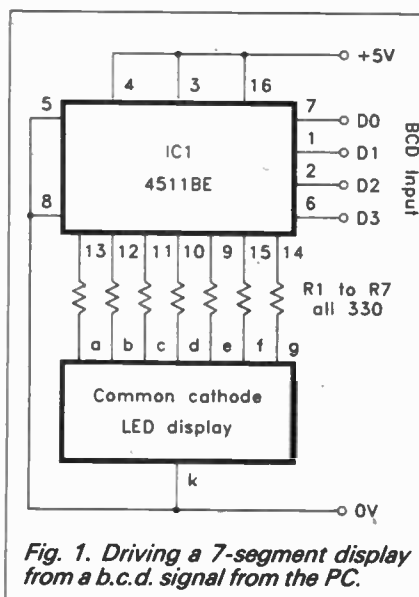 +5V
4 3 16
5
7 D0
IC1
1 D1
4511BE
2 D2
8
6 D3
BCD Input
13 12 11 10 9 15 14
R1 to R7
all 330
a b c d e f g
Common cathode
LED display
k
0V
Fig. 1. Driving a 7-segment display
from a b.c.d. signal from the PC.